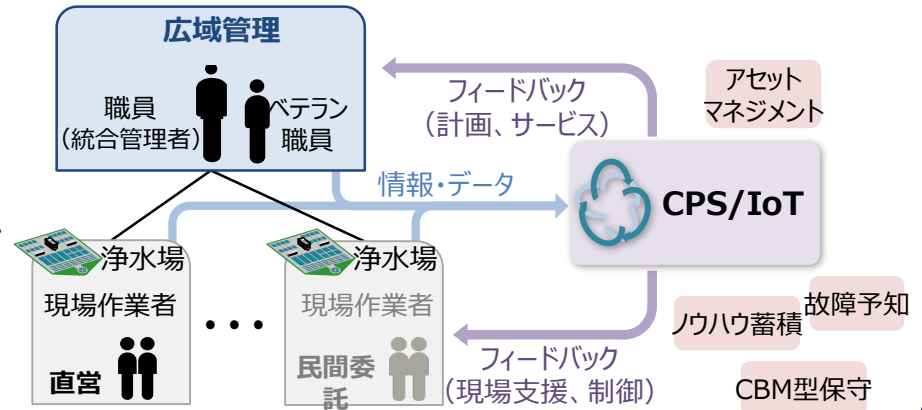 広域管理
職員
(統合管理者)
ベテラン
職員
フィードバック
(計画、サービス)
アセット
マネジメント
情報・データ
CPS/IoT
浄水場
現場作業者
直営
・・・
浄水場
現場作業者
民間委
託
フィードバック
(現場支援、制御)
ノウハウ蓄積
故障予知
CBM型保守